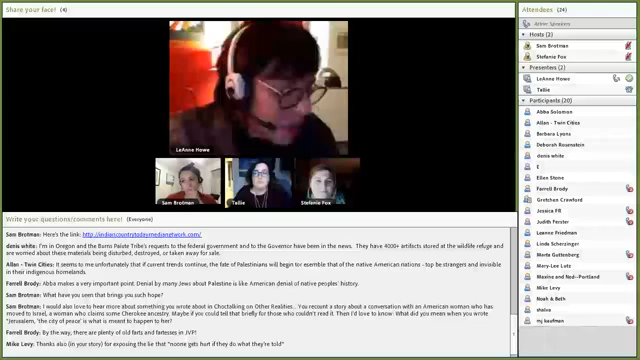 Share your face! (4)
LeAnne Howe
Sam Brotman
Tallie
Stefanie Fox
Write your questions/comments here! (Everyone)
Sam Brotman: Here's the link: http://indiancountrytodaymedianetwork.com/
denis white: I'm in Oregon and the Burns Paiute Tribe's requests to the federal government and to the Governor have been in the news. They have 4000+ artifacts stored at the wildlife refuge and
are worried about these materials being disturbed, destroyed, or taken away for sale.
Allan - Twin Cities: It seems to me unfortunately that if current trends continue, the fate of Palestinians will begin tor esemble that of the native American nations - top be strangers and invisible
in their indigenous homelands.
Farrell Brody: Abba makes a very important point: Denial by many Jews about Palestine is like American denial of native peoples' history.
Sam Brotman: What have you seen that brings you such hope?
Sam Brotman: I would also love to hear more about something you wrote about in Choctalking on Other Realities.. You recount a story about a conversation with an American woman who has
moved to Israel, a woman who claims some Cherokee ancestry. Maybe if you could tell that briefly for those who couldn't read it. Then I'd love to know: What did you mean when you wrote
"Jerusalem, 'the city of peace' is what is meant to happen to her?
Farrell Brody: By the way, there are plenty of old farts and fartesses in JVP!
Mike Levy: Thanks also (in your story) for exposing the lie that "noone gets hurt if they do what they're told"
Attendees (24)
Active Speakers
Hosts (2)
Sam Brotman
Stefanie Fox
Presenters (2)
LeAnne Howe
Tallie
Participants (20)
Abba Solomon
Allan - Twin Cities
Barbara Lyons
Deborah Rosenstein
denis white
E
Ellen Stone
Farrell Brody
Gretchen Crawford
Jessica FR
Judith Ferster
Leanne Friedman
Linda Scherzinger
Marta Guttenberg
Mary-Lee Lutz
Maxine and Ned--Portland
Mike Levy
Noah & Beth
shelva
mj kaufman